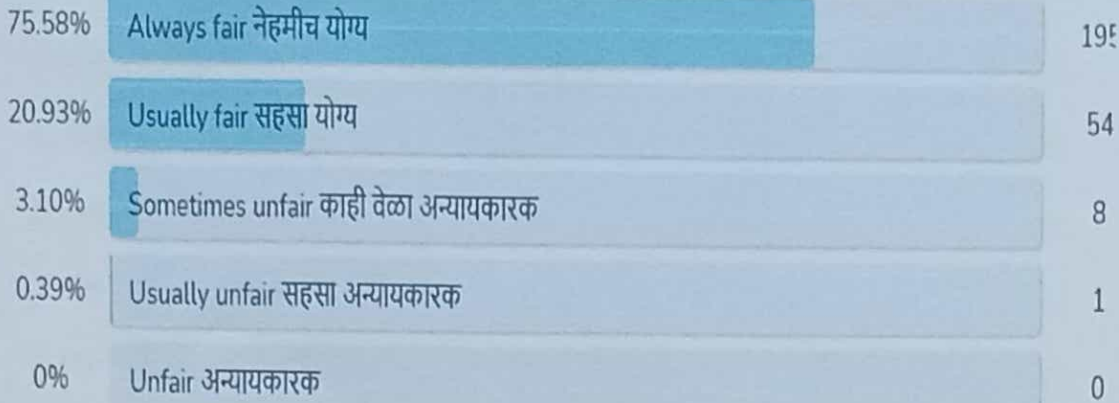 75.58% Always fair नेहमीच योग्य 195
20.93% Usually fair सहसा योग्य 54
3.10% Sometimes unfair काही वेळा अन्यायकारक 8
0.39% Usually unfair सहसा अन्यायकारक 1
0% Unfair अन्यायकारक 0